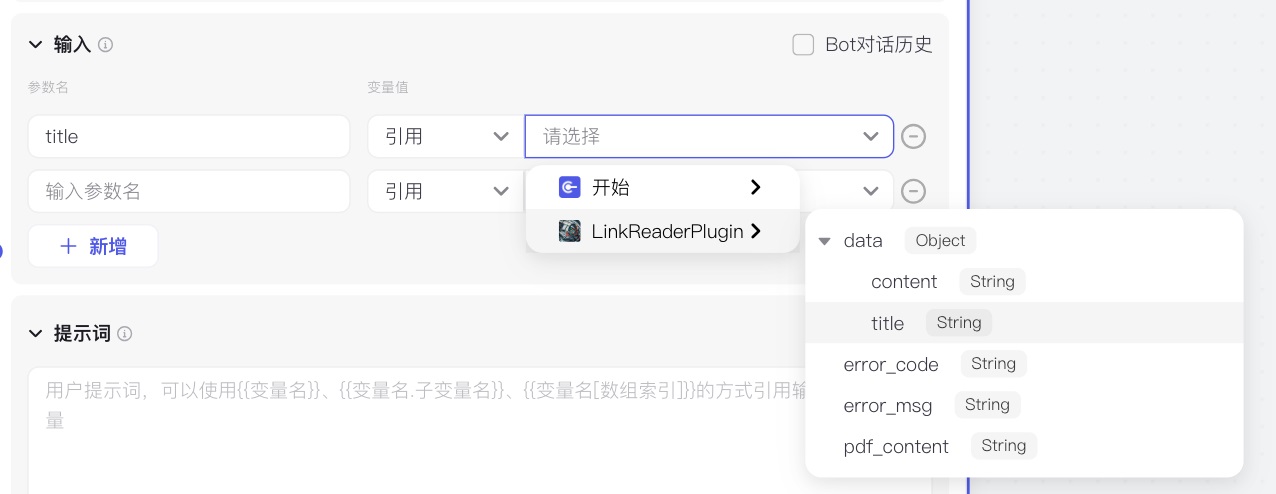 输入
Bot对话历史
参数名 变量值
title 引用 请选择
输入参数名 引用
开始
LinkReaderPlugin
新增
data Object
content String
title String
error_code String
error_msg String
pdf_content String
提示词
用户提示词，可以使用{{变量名}}、{{变量名.子变量名}}、{{变量名[数组索引]}}的方式引用输
量